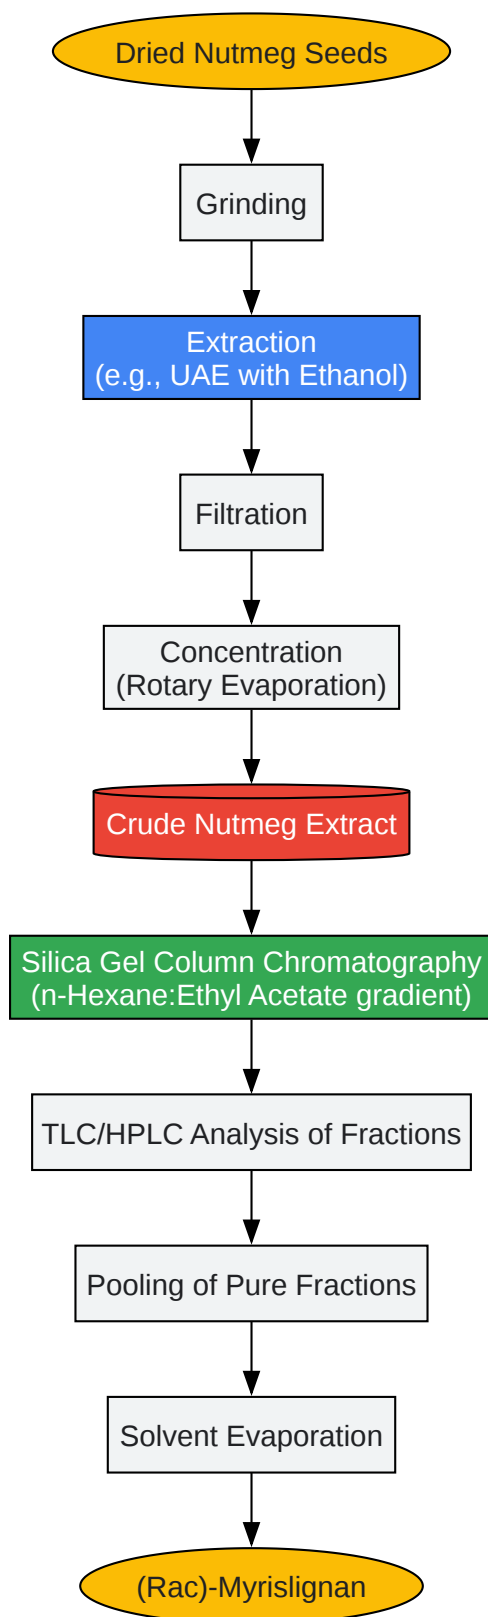 Dried Nutmeg Seeds
Grinding
Extraction
(e.g., UAE with Ethanol)
Filtration
Concentration
(Rotary Evaporation)
Crude Nutmeg Extract
Silica Gel Column Chromatography
(n-Hexane:Ethyl Acetate gradient)
TLC/HPLC Analysis of Fractions
Pooling of Pure Fractions
Solvent Evaporation
(Rac)-Myrislignan